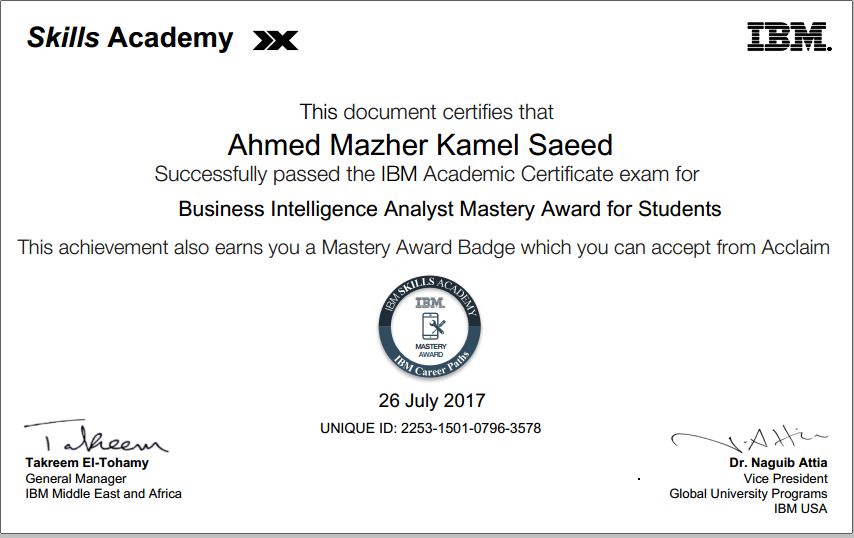 Skills Academy
IBM
This document certifies that
Ahmed Mazher Kamel Saeed
Successfully passed the IBM Academic Certificate exam for
Business Intelligence Analyst Mastery Award for Students
This achievement also earns you a Mastery Award Badge which you can accept from Acclaim
IBM SKILLS ACADEMY
IBM.
MASTERY
AWARD
IBM Career Paths
26 July 2017
UNIQUE ID: 2253-1501-0796-3578
Takreem
N. Attia
Takreem El-Tohamy
General Manager
IBM Middle East and Africa
Dr. Naguib Attia
Vice President
Global University Programs
IBM USA